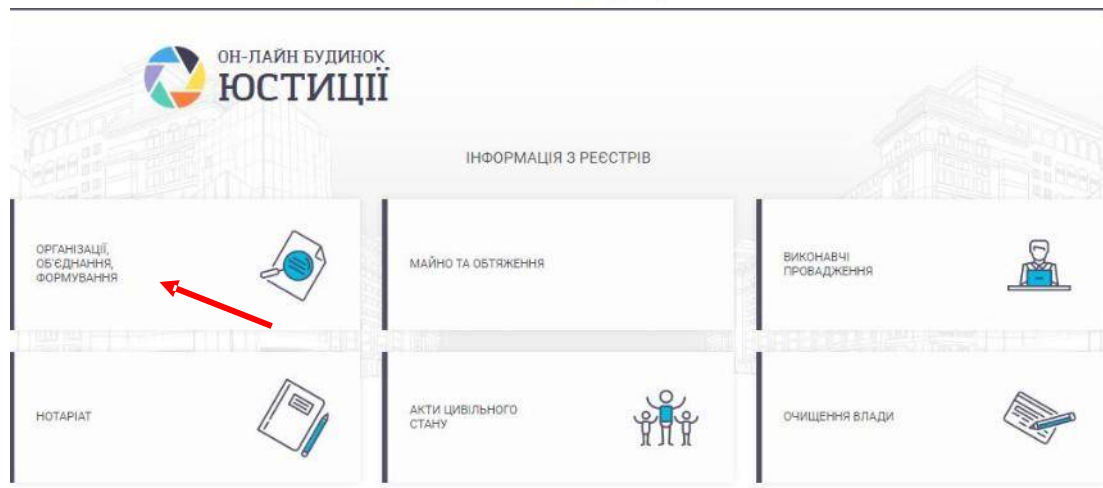 ОН-ЛАЙН БУДИНОК
ЮСТИЦІЇ
ІНФОРМАЦІЯ З РЕЄСТРІВ
ОРГАНІЗАЦІЇ,
ОБ'ЄДНАННЯ,
ФОРМУВАННЯ
МАЙНО ТА ОБТЯЖЕННЯ
ВИКОНАВЧІ
ПРОВАДЖЕННЯ
НОТАРІАТ
АКТИ ЦИВІЛЬНОГО
СТАНУ
ОЧИЩЕННЯ ВЛАДИ